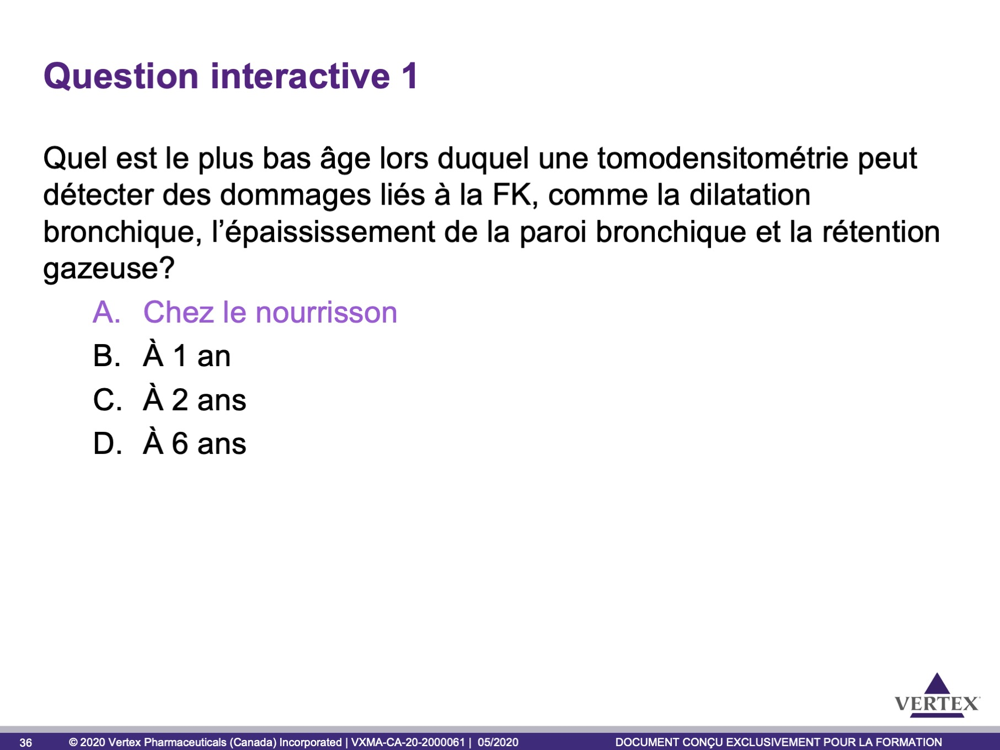 Question interactive 1
Quel est le plus bas âge lors duquel une tomodensitométrie peut
détecter des dommages liés à la FK, comme la dilatation
bronchique, l’épaississement de la paroi bronchique et la rétention
gazeuse?
A. Chez le nourrisson
B. À 1 an
C. À 2 ans
D. À 6 ans
VERTEX
36 © 2020 Vertex Pharmaceuticals (Canada) Incorporated | VXMA-CA-20-2000061 | 05/2020 DOCUMENT CONÇU EXCLUSIVEMENT POUR LA FORMATION